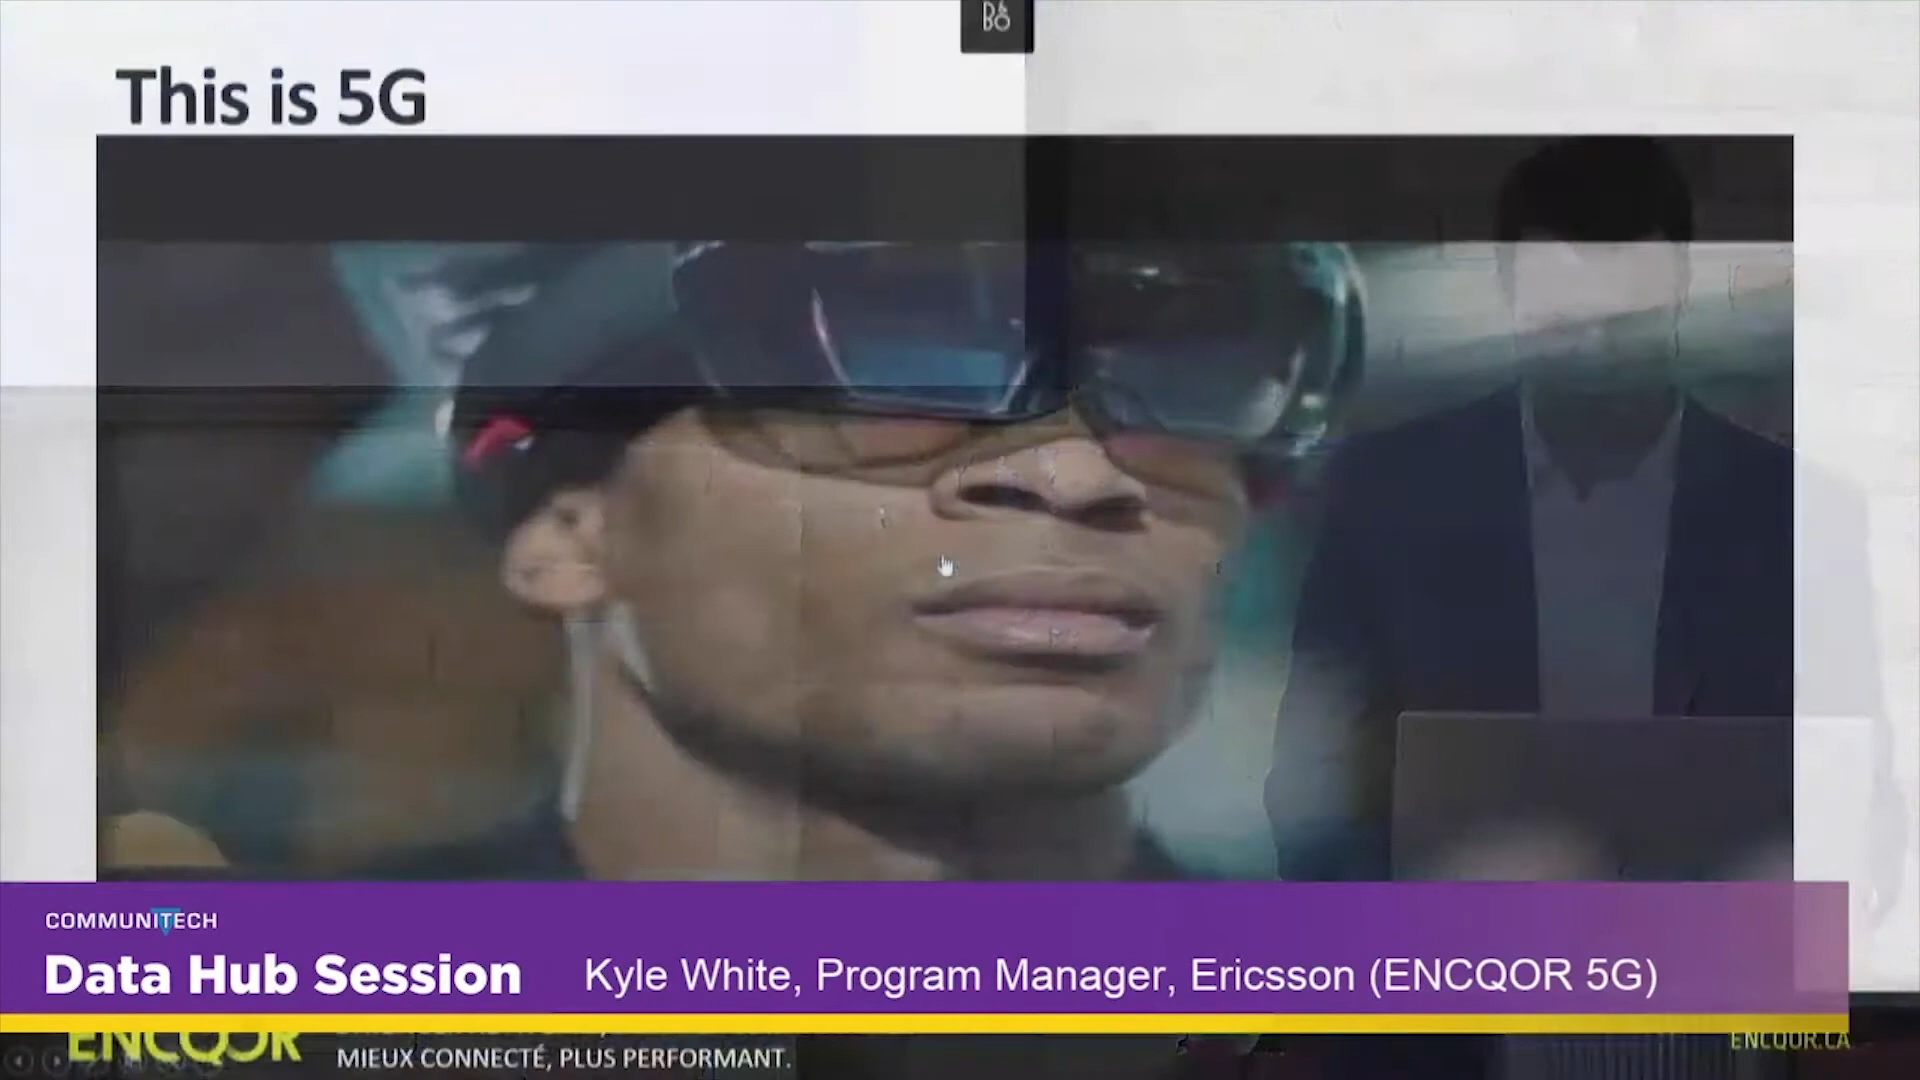 This is 5G
COMMUNITECH
Data Hub Session
Kyle White, Program Manager, Ericsson (ENCQOR 5G)
ENCQOR
MIEUX CONNECTÉ, PLUS PERFORMANT.
ENCQOR.CA